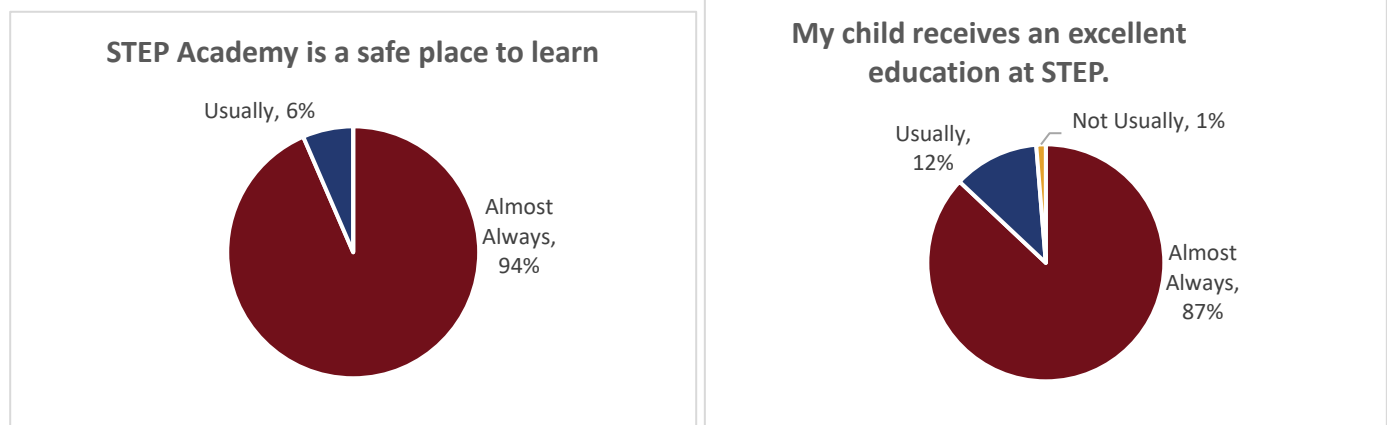 STEP Academy is a safe place to learn
Usually, 6%
Almost
Always,
94%
My child receives an excellent
education at STEP.
Not Usually, 1%
Usually,
12%
Almost
Always,
87%